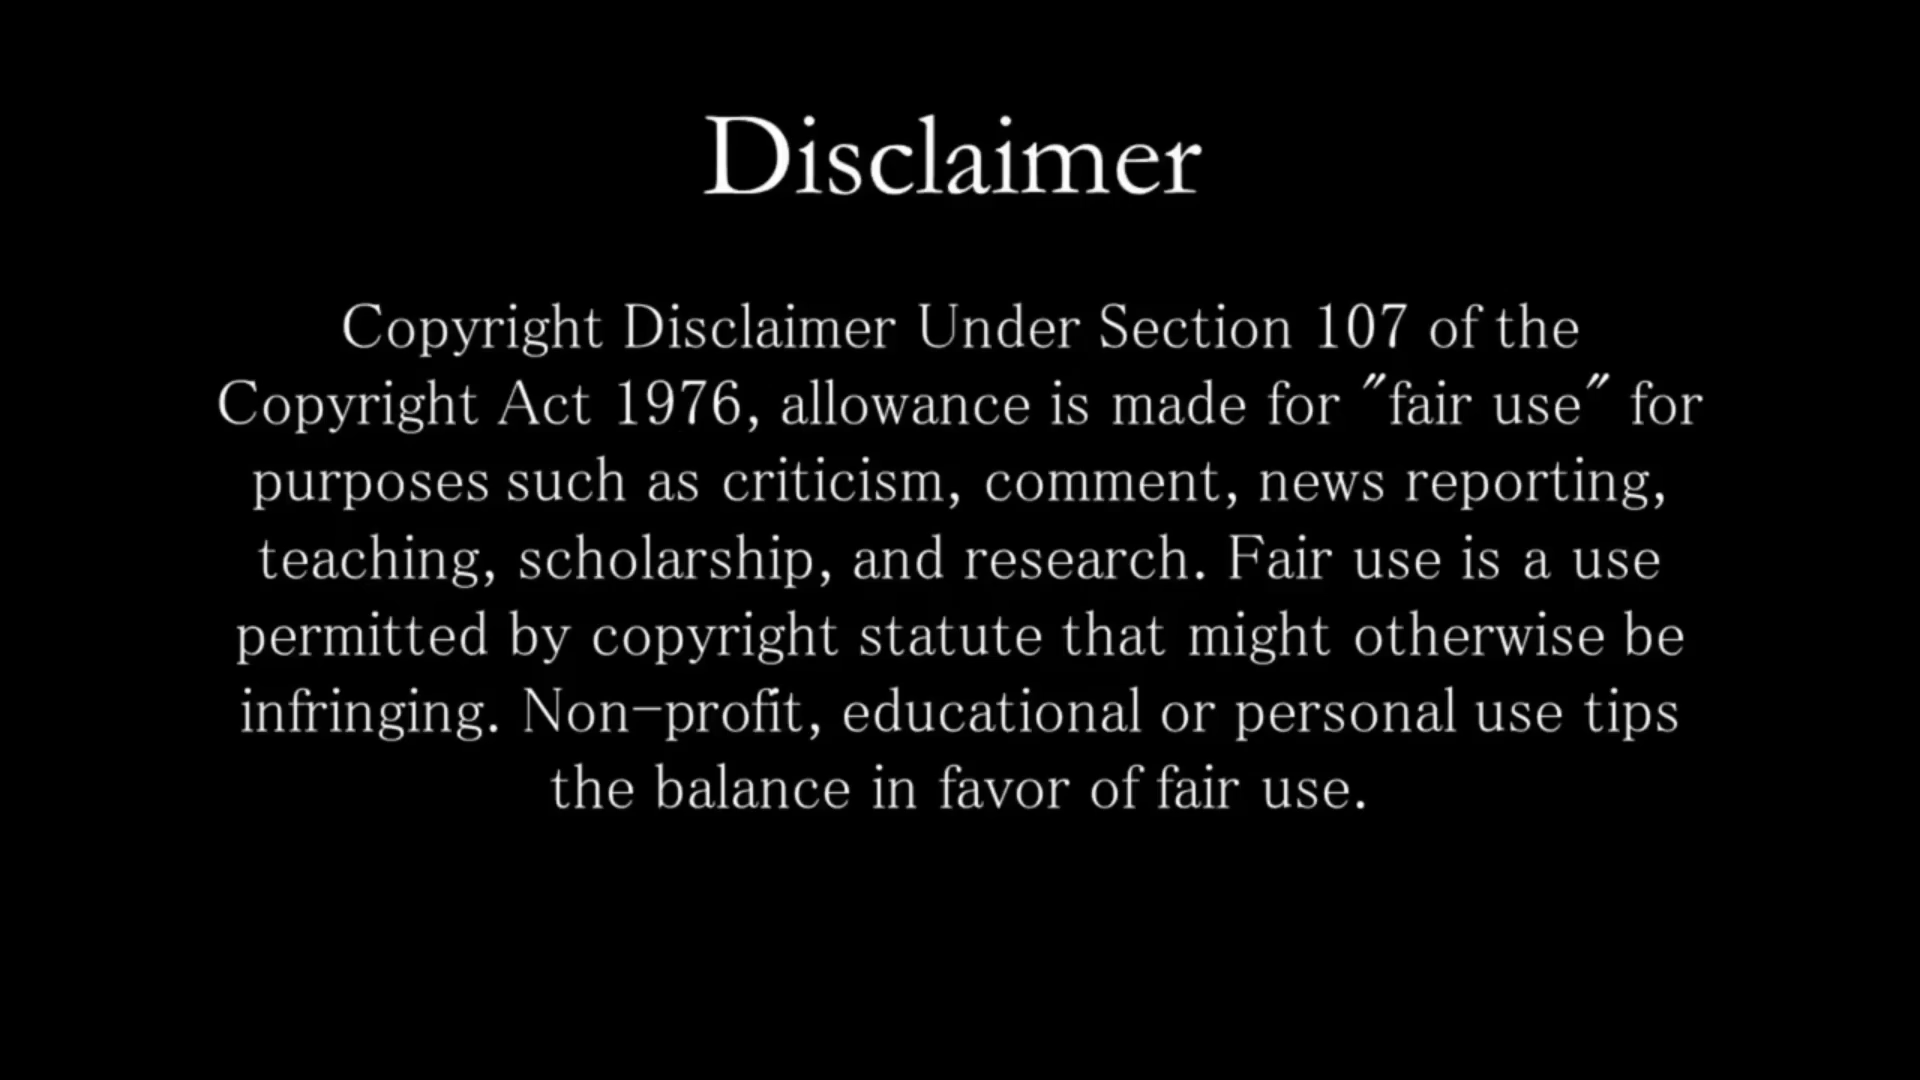 Disclaimer
Copyright Disclaimer Under Section 107 of the
Copyright Act 1976, allowance is made for "fair use" for
purposes such as criticism, comment, news reporting,
teaching, scholarship, and research. Fair use is a use
permitted by copyright statute that might otherwise be
infringing. Non-profit, educational or personal use tips
the balance in favor of fair use.